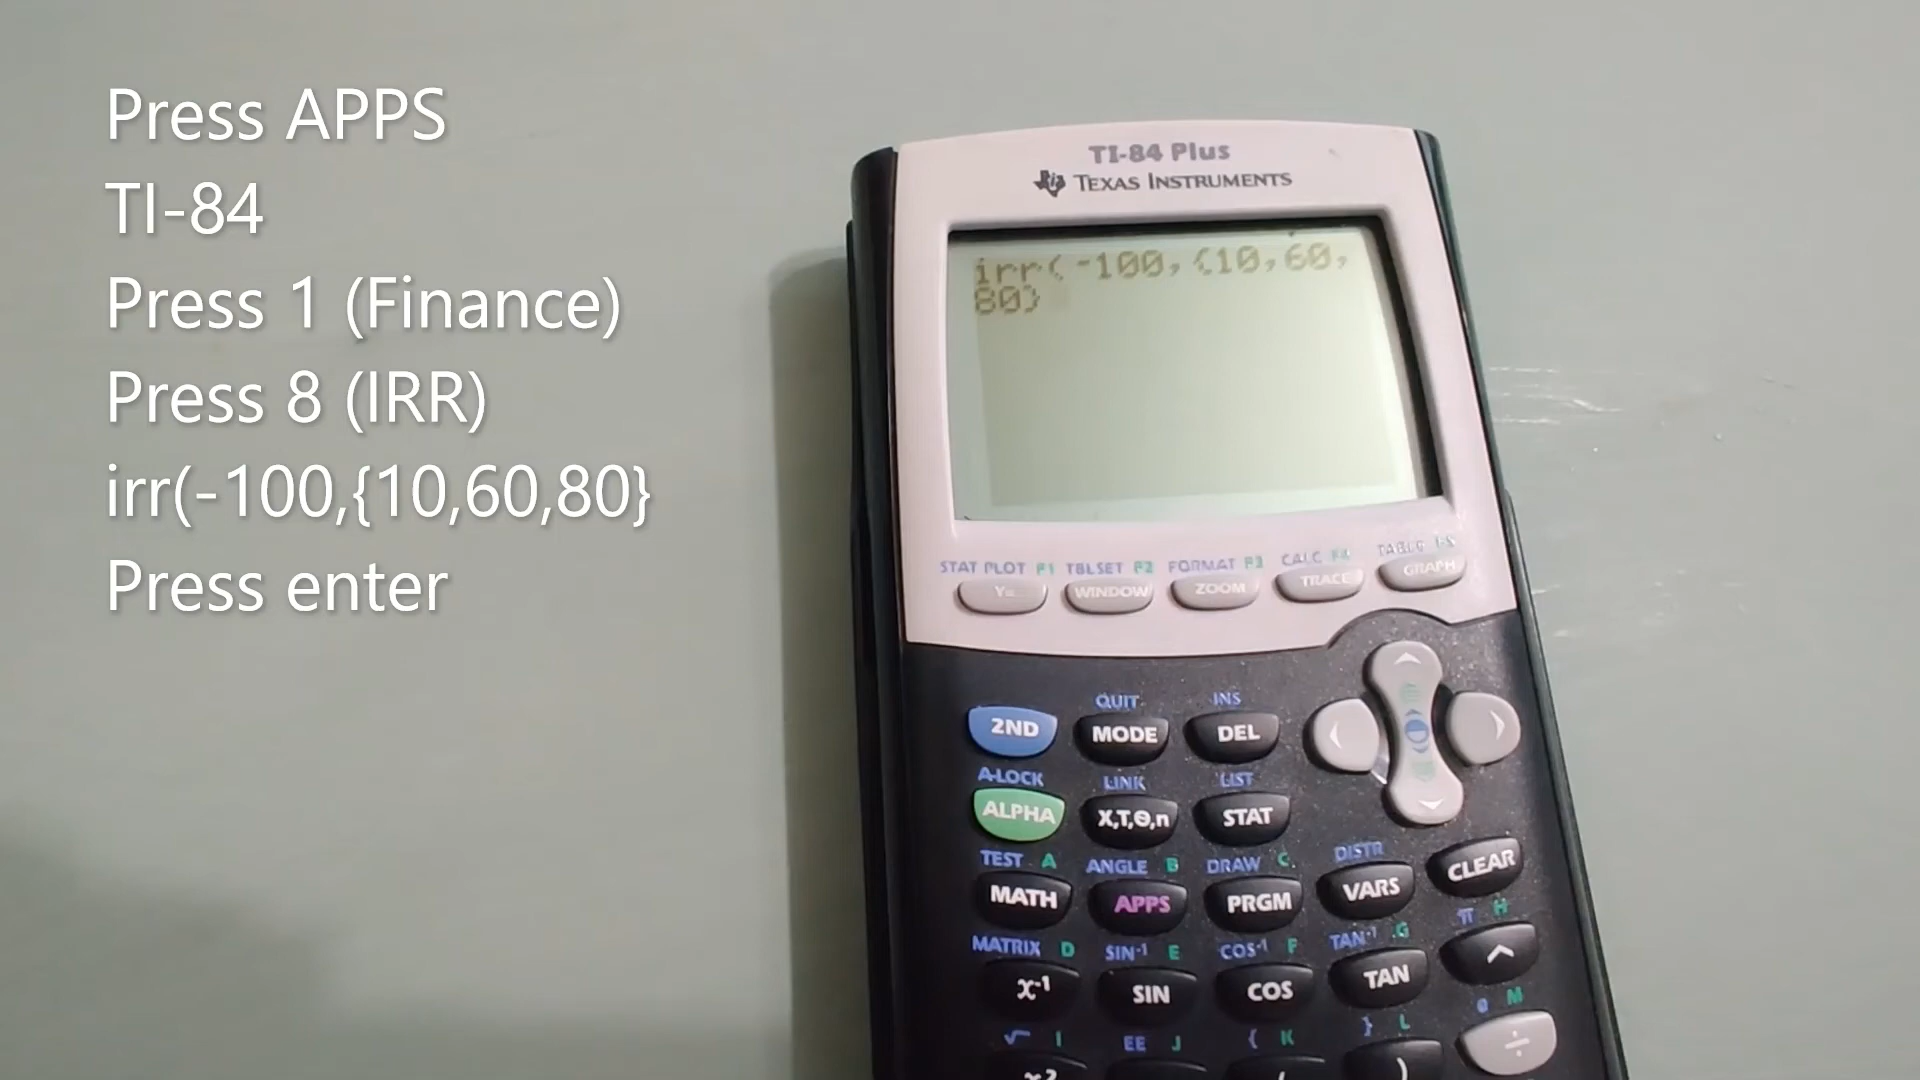 Press APPS
TI-84
Press 1 (Finance)
Press 8 (IRR)
irr(-100,{10,60,80}
Press enter
TI-84 Plus
TEXAS INSTRUMENTS
irr(-100,{10,60,
80}
STAT PLOT F1 TBLSET F2 FORMAT F3 CALC F4 TABLE F5
Y= WINDOW ZOOM TRACE GRAPH
QUIT INS
2ND MODE DEL
A-LOCK LINK LIST
ALPHA X,T,Θ,n STAT
TEST A ANGLE B DRAW C DISTR
MATH APPS PRGM VARS CLEAR
MATRIX D SIN⁻¹ E COS⁻¹ F TAN⁻¹ G π H
x⁻¹ SIN COS TAN ^
√ I EE J { K } L e M
x² , ( ) ÷